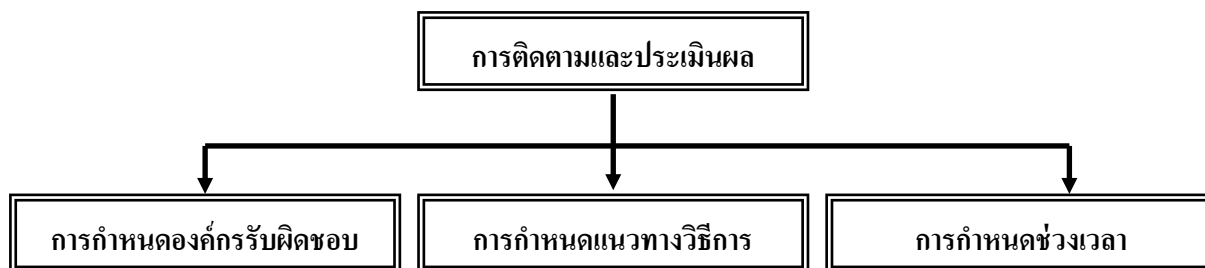 การติดตามและประเมินผล
การกำหนดองค์กรรับผิดชอบ
การกำหนดแนวทางวิธีการ
การกำหนดช่วงเวลา